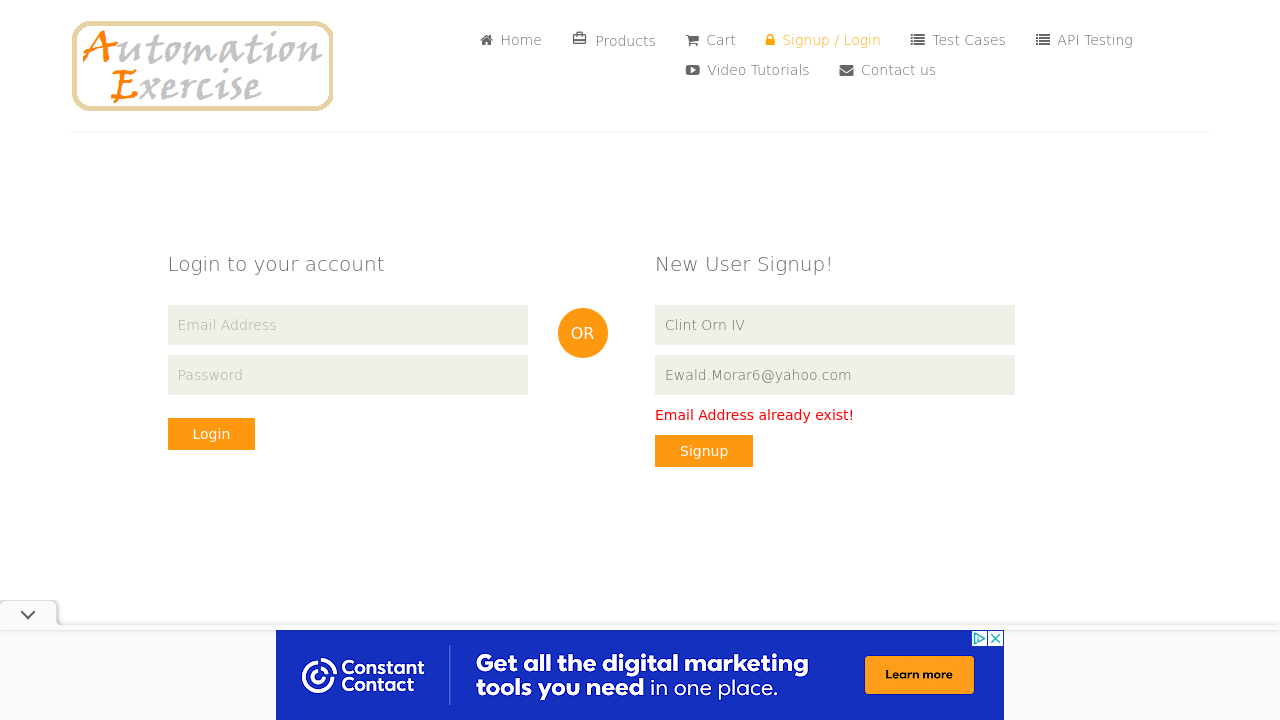 Automation
Exercise
Home
Products
Cart
Signup / Login
Test Cases
API Testing
Video Tutorials
Contact us
Login to your account
Email Address
Password
Login
OR
New User Signup!
Clint Orn IV
Ewald.Morar6@yahoo.com
Email Address already exist!
Signup
Constant
Contact
Get all the digital marketing
tools you need in one place.
Learn more